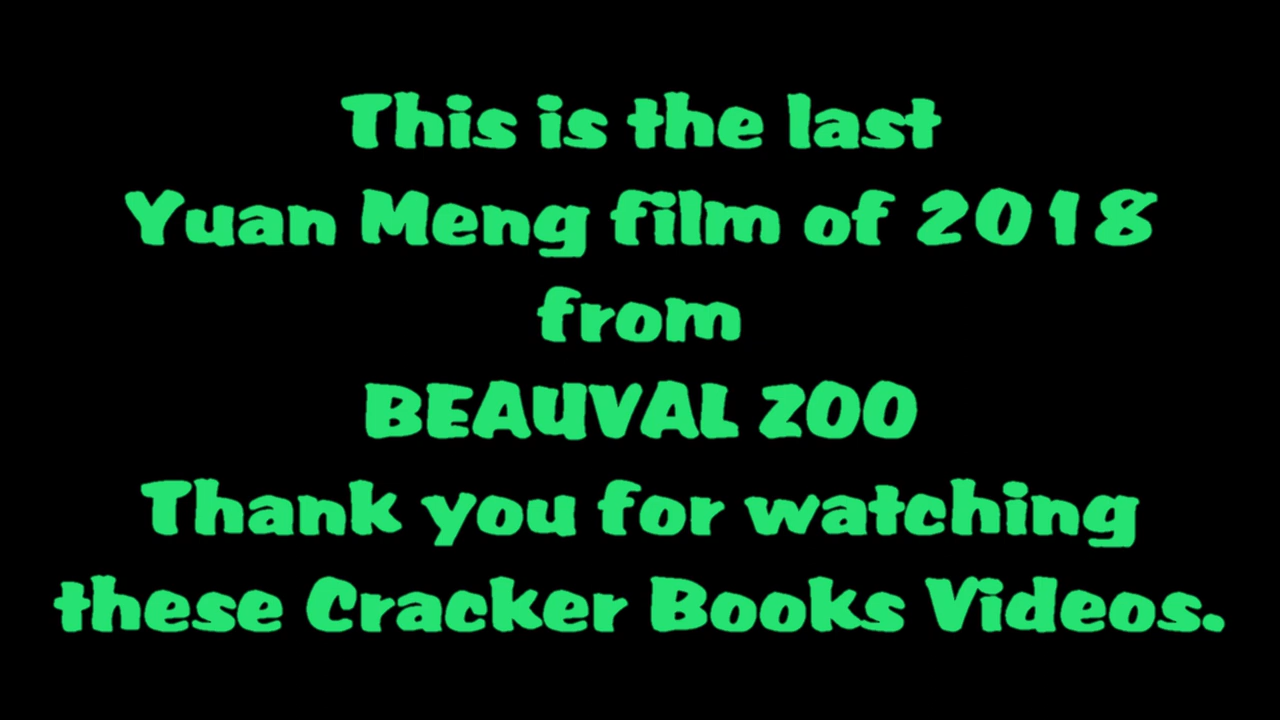 This is the last
Yuan Meng film of 2018
from
BEAUVAL ZOO
Thank you for watching
these Cracker Books Videos.